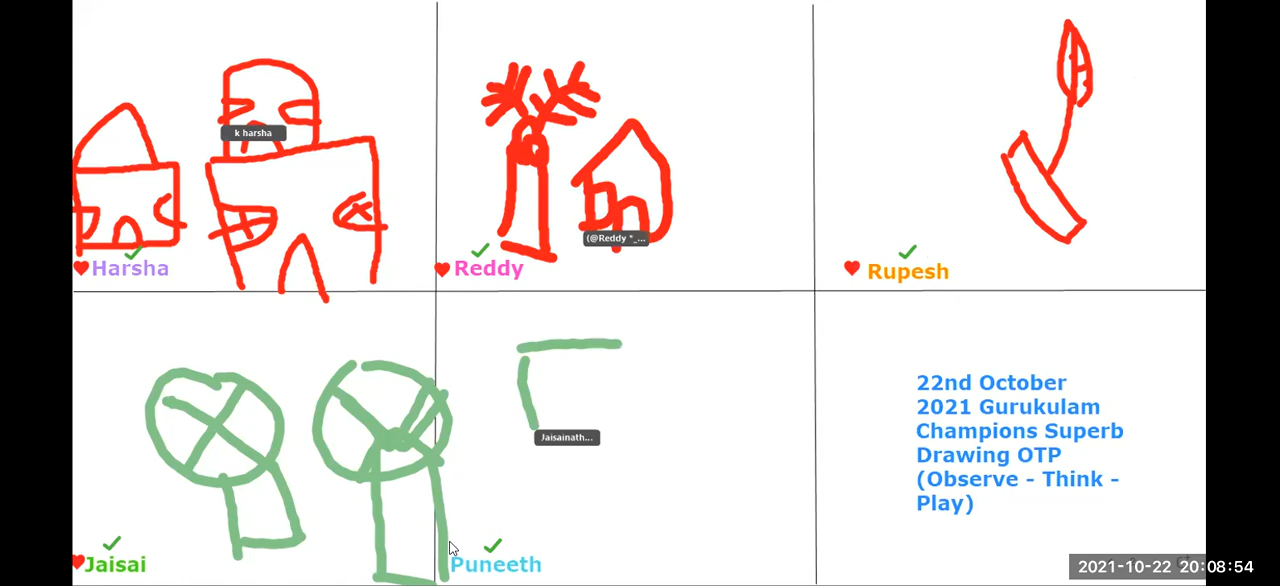 k harsha
(@Reddy *_...
Harsha
Reddy
Rupesh
Jaisainath...
22nd October
2021 Gurukulam
Champions Superb
Drawing OTP
(Observe - Think -
Play)
Jaisai
Puneeth
2021-10-22 20:08:54